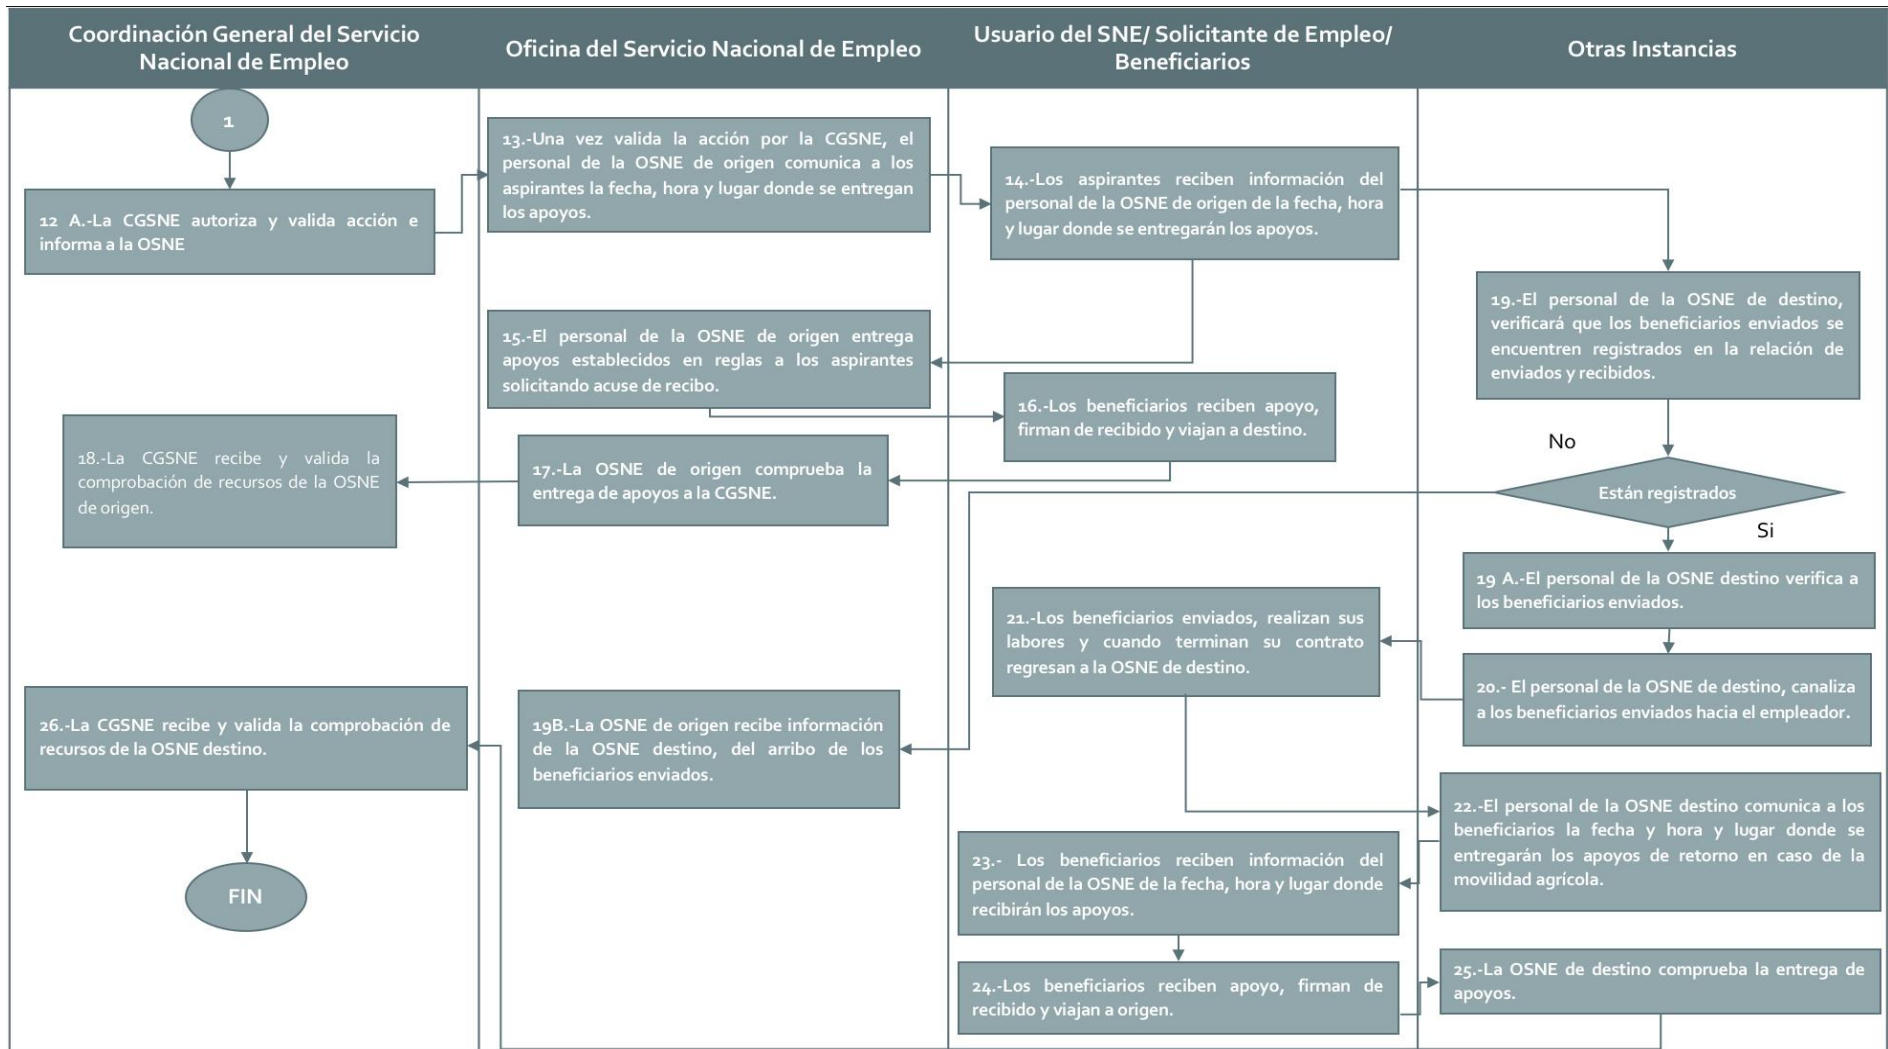 Coordinación General del Servicio
Nacional de Empleo
Oficina del Servicio Nacional de Empleo
Usuario del SNE/ Solicitante de Empleo/
Beneficiarios
Otras Instancias
1
12 A.-La CGSNE autoriza y valida acción e
informa a la OSNE
13.-Una vez valida la acción por la CGSNE, el
personal de la OSNE de origen comunica a los
aspirantes la fecha, hora y lugar donde se entregan
los apoyos.
14.-Los aspirantes reciben información del
personal de la OSNE de origen de la fecha, hora
y lugar donde se entregarán los apoyos.
15.-El personal de la OSNE de origen entrega
apoyos establecidos en reglas a los aspirantes
solicitando acuse de recibo.
16.-Los beneficiarios reciben apoyo,
firman de recibido y viajan a destino.
17.-La OSNE de origen comprueba la
entrega de apoyos a la CGSNE.
18.-La CGSNE recibe y valida la
comprobación de recursos de la OSNE
de origen.
19.-El personal de la OSNE de destino,
verificará que los beneficiarios enviados se
encuentren registrados en la relación de
enviados y recibidos.
No
Están registrados
Si
19 A.-El personal de la OSNE destino verifica a
los beneficiarios enviados.
20.- El personal de la OSNE de destino, canaliza
a los beneficiarios enviados hacia el empleador.
21.-Los beneficiarios enviados, realizan sus
labores y cuando terminan su contrato
regresan a la OSNE de destino.
19B.-La OSNE de origen recibe información
de la OSNE destino, del arribo de los
beneficiarios enviados.
22.-El personal de la OSNE destino comunica a los
beneficiarios la fecha y hora y lugar donde se
entregarán los apoyos de retorno en caso de la
movilidad agrícola.
23.- Los beneficiarios reciben información del
personal de la OSNE de la fecha, hora y lugar donde
recibirán los apoyos.
24.-Los beneficiarios reciben apoyo, firman de
recibido y viajan a origen.
25.-La OSNE de destino comprueba la entrega de
apoyos.
26.-La CGSNE recibe y valida la comprobación de
recursos de la OSNE destino.
FIN